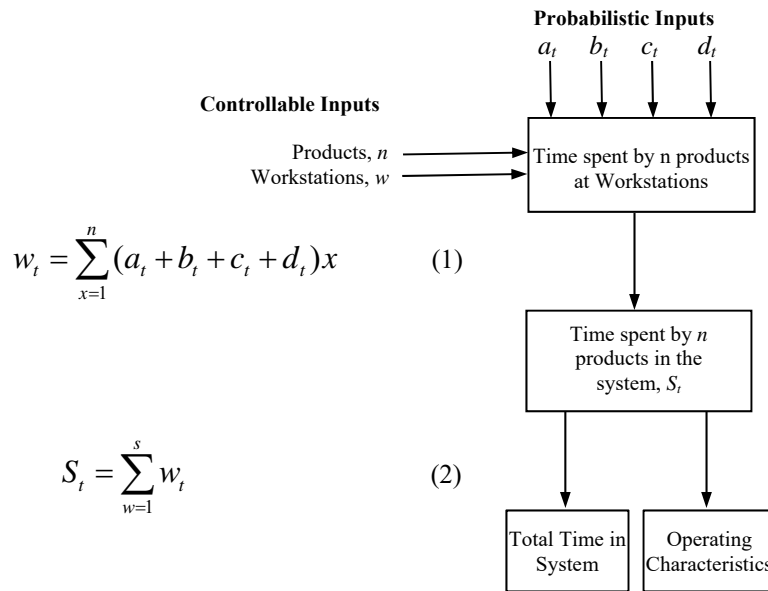 Probabilistic Inputs
a_t b_t c_t d_t
Controllable Inputs
Products, n
Workstations, w
Time spent by n products
at Workstations
w_t = \sum_{x=1}^{n} (a_t + b_t + c_t + d_t)x (1)
Time spent by n
products in the
system, S_t
S_t = \sum_{w=1}^{s} w_t (2)
Total Time in
System
Operating
Characteristics